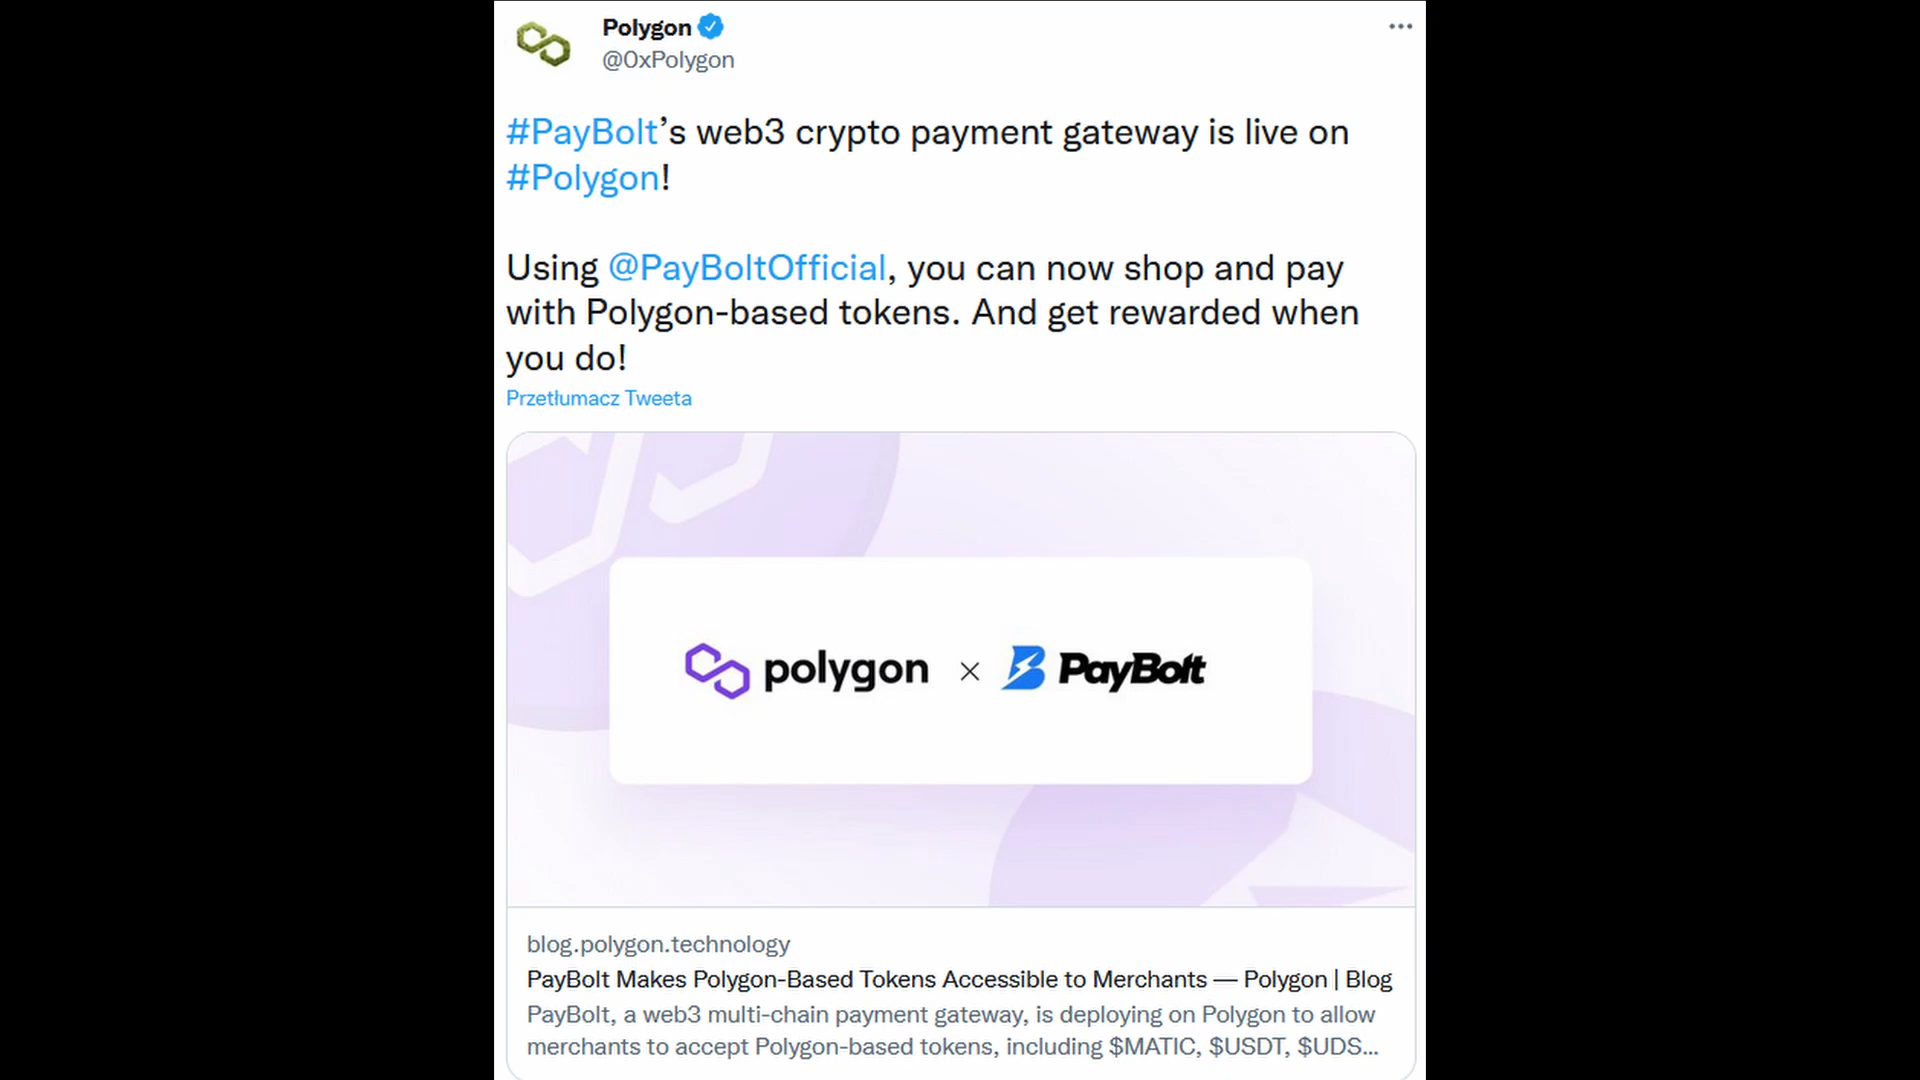 Polygon
@0xPolygon
#PayBolt’s web3 crypto payment gateway is live on
#Polygon!
Using @PayBoltOfficial, you can now shop and pay
with Polygon-based tokens. And get rewarded when
you do!
Przetłumacz Tweeta
polygon × PayBolt
blog.polygon.technology
PayBolt Makes Polygon-Based Tokens Accessible to Merchants — Polygon | Blog
PayBolt, a web3 multi-chain payment gateway, is deploying on Polygon to allow
merchants to accept Polygon-based tokens, including $MATIC, $USDT, $UDS...